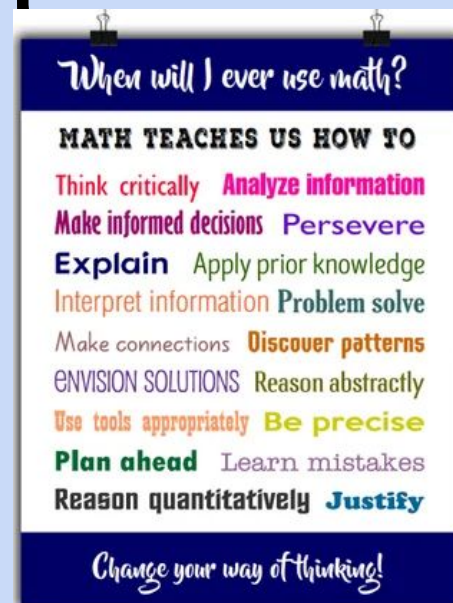 When will I ever use math?
MATH TEACHES US HOW TO
Think critically Analyze information
Make informed decisions Persevere
Explain Apply prior knowledge
Interpret information Problem solve
Make connections Discover patterns
ENVISION SOLUTIONS Reason abstractly
Use tools appropriately Be precise
Plan ahead Learn mistakes
Reason quantitatively Justify
Change your way of thinking!